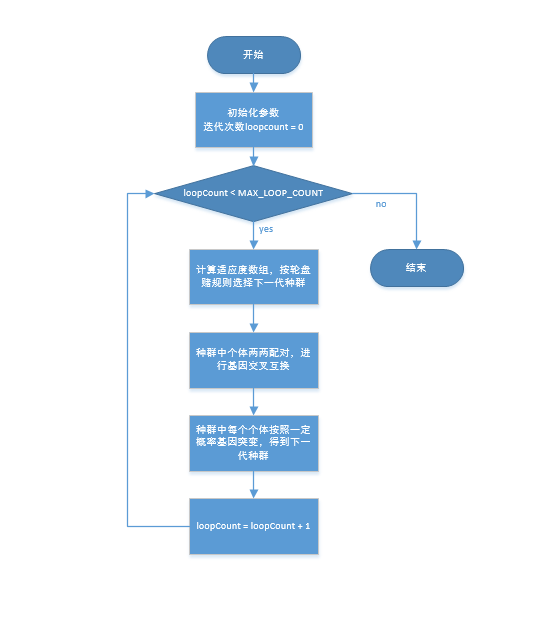 开始
初始化参数
迭代次数loopcount = 0
loopCount < MAX_LOOP_COUNT
no
yes
结束
计算适应度数组，按轮盘
赌规则选择下一代种群
种群中个体两两配对，进
行基因交叉互换
种群中每个个体按照一定
概率基因突变，得到下一
代种群
loopCount = loopCount + 1